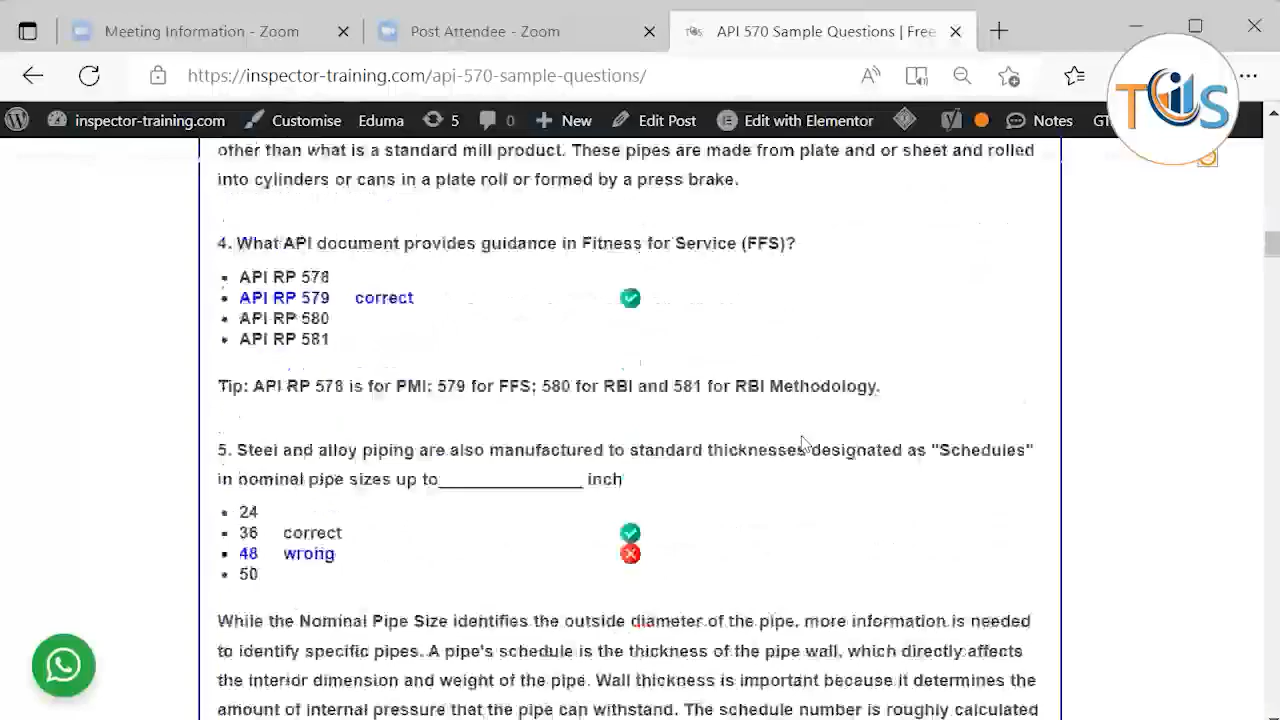 Meeting Information - Zoom
Post Attendee - Zoom
API 570 Sample Questions | Free
https://inspector-training.com/api-570-sample-questions/
TIS
inspector-training.com
Customise
Eduma
5
0
New
Edit Post
Edit with Elementor
Notes
other than what is a standard mill product. These pipes are made from plate and or sheet and rolled
into cylinders or cans in a plate roll or formed by a press brake.
4. What API document provides guidance in Fitness for Service (FFS)?
API RP 578
API RP 579 correct
API RP 580
API RP 581
Tip: API RP 578 is for PMI; 579 for FFS; 580 for RBI and 581 for RBI Methodology.
5. Steel and alloy piping are also manufactured to standard thicknesses designated as "Schedules"
in nominal pipe sizes up to_______________ inch
24
36 correct
48 wrong
50
While the Nominal Pipe Size identifies the outside diameter of the pipe, more information is needed
to identify specific pipes. A pipe's schedule is the thickness of the pipe wall, which directly affects
the interior dimension and weight of the pipe. Wall thickness is important because it determines the
amount of internal pressure that the pipe can withstand. The schedule number is roughly calculated